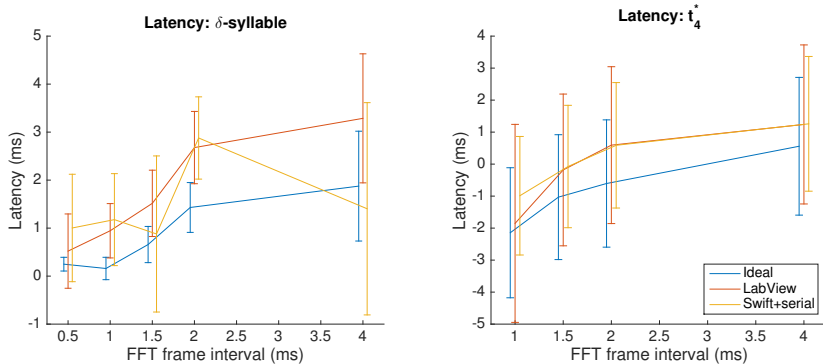 Latency: δ-syllable
5
4
3
2
1
0
-1
Latency (ms)
0.5 1 1.5 2 2.5 3 3.5 4
FFT frame interval (ms)
Latency: t*4
4
3
2
1
0
-1
-2
-3
-4
-5
Latency (ms)
1 1.5 2 2.5 3 3.5 4
FFT frame interval (ms)
Ideal
LabView
Swift+serial